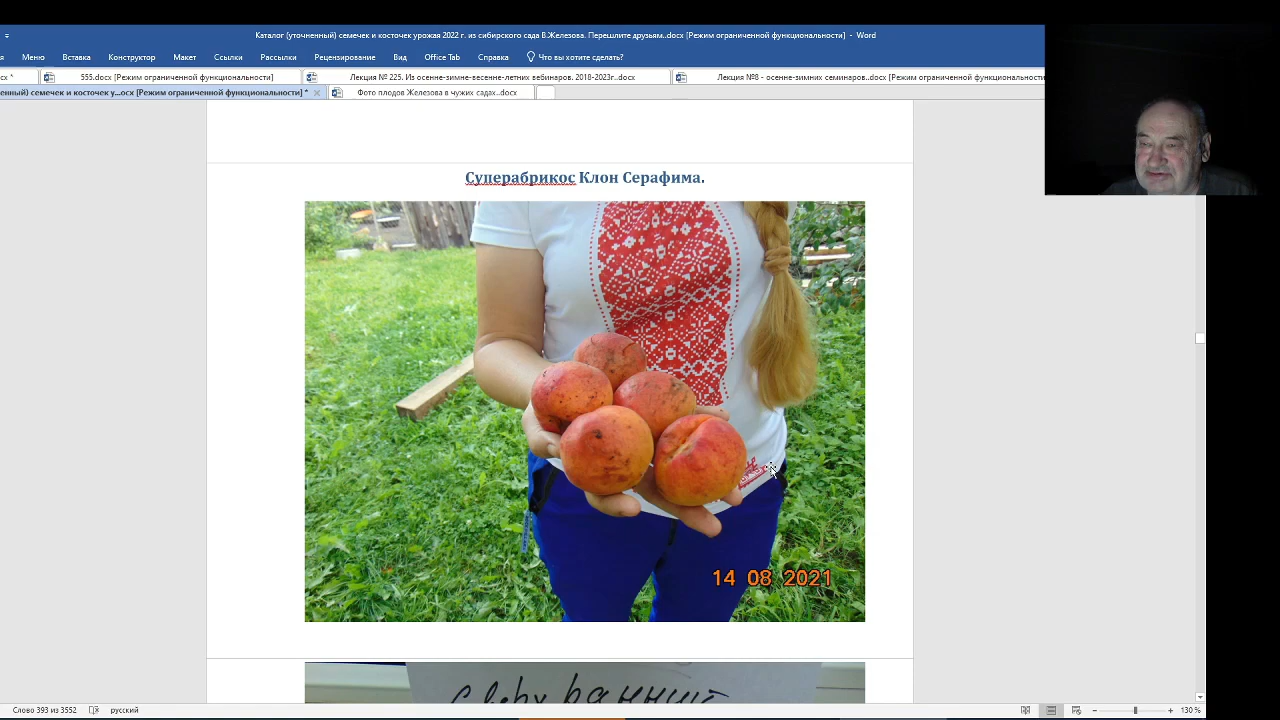 Каталог (уточненный) семечек и косточек урожая 2022 г. из сибирского сада В.Железова. Перешлите друзьям..docx [Режим ограниченной функциональности] - Word
Меню Вставка Конструктор Макет Ссылки Рассылки Рецензирование Вид Office Tab Справка Что вы хотите сделать?
555.docx [Режим ограниченной функциональности] Лекция № 225. Из осенне-зимне-весенне-летних вебинаров. 2018-2023г..docx Лекция №8 - осенне-зимних семинаров..docx [Режим ограниченной функциональности
енный) семечек и косточек у...осх [Режим ограниченной функциональности] * Фото плодов Железова в чужих садах..docx
Суперабрикос Клон Серафима.
14 08 2021
Сверх ранний
Слово 393 из 3552 русский 130 %